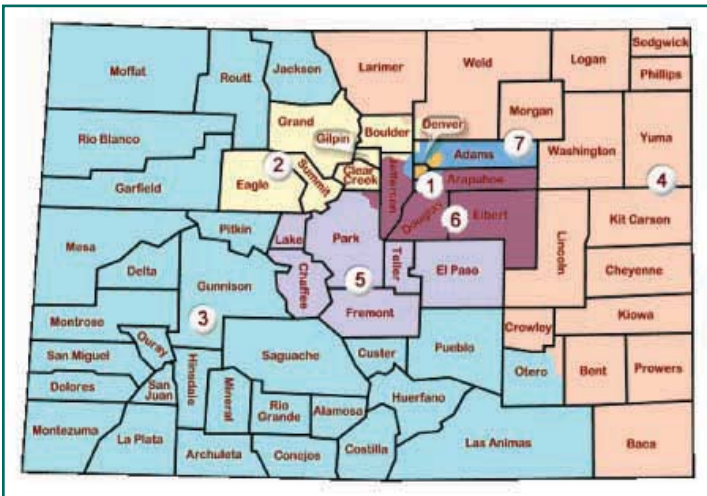 Moffat
Routt
Jackson
Larimer
Weld
Logan
Sedgwick
Phillips
Morgan
Rio Blanco
Grand
Gilpin
Boulder
Denver
Adams
7
Washington
Yuma
Garfield
Eagle
2
Summit
Clear
Creek
Jefferson
1
Arapahoe
4
Pitkin
Lake
Park
Douglas
6
Elbert
Lincoln
Kit Carson
Mesa
Delta
Gunnison
Chaffee
5
Teller
El Paso
Cheyenne
Montrose
3
Fremont
Crowley
Kiowa
Ouray
San Miguel
Hinsdale
Saguache
Custer
Pueblo
Otero
Bent
Prowers
Dolores
San
Juan
Mineral
Rio
Grande
Alamosa
Huerfano
Montezuma
La Plata
Archuleta
Conejos
Costilla
Las Animas
Baca